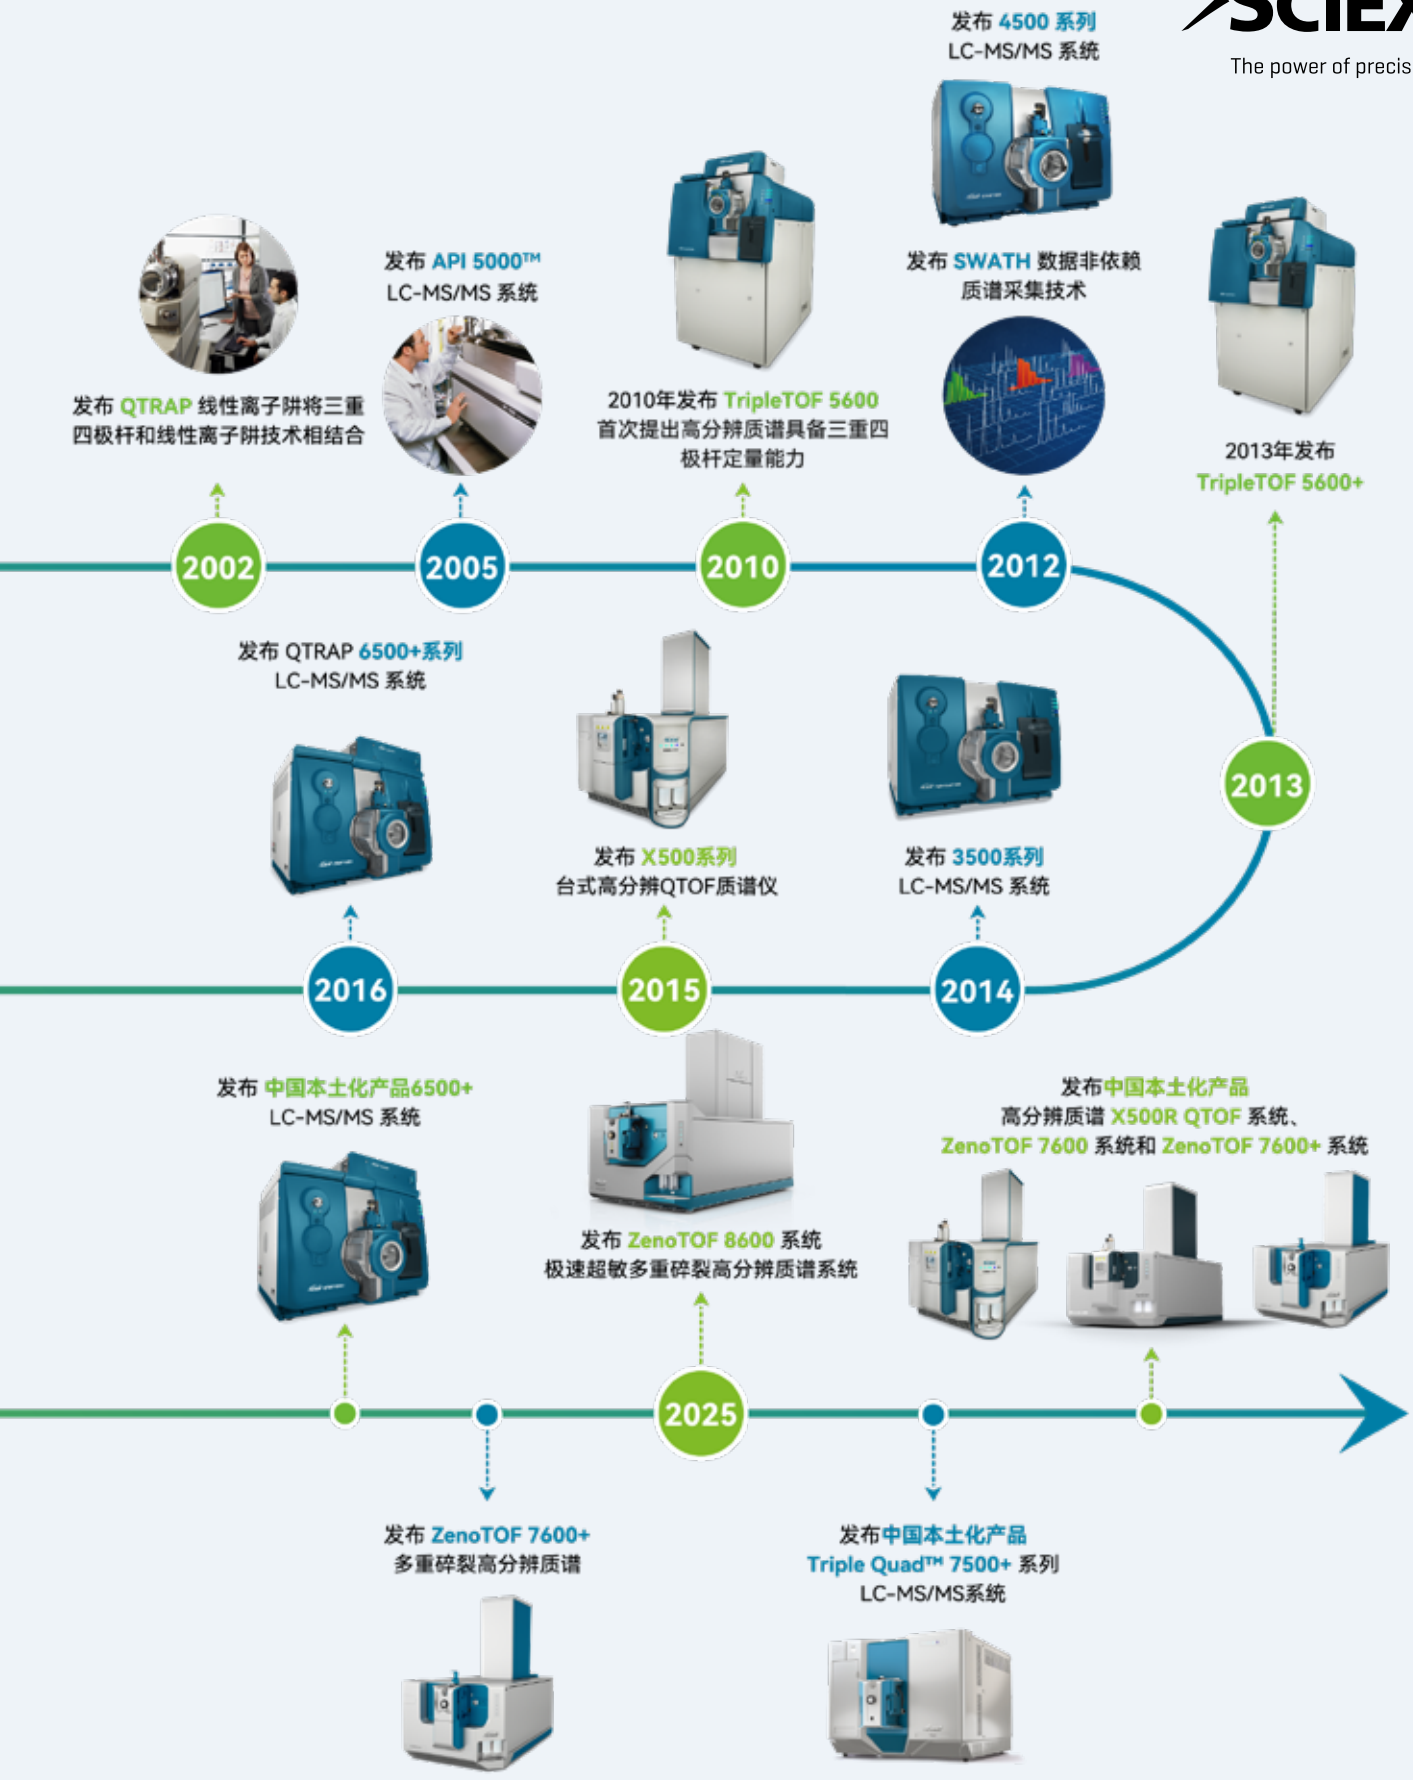 发布 4500 系列
LC-MS/MS 系统
SCIEX
The power of precis
发布 SWATH 数据非依赖
质谱采集技术
发布 API 5000™
LC-MS/MS 系统
发布 QTRAP 线性离子阱将三重
四极杆和线性离子阱技术相结合
2010年发布 TripleTOF 5600
首次提出高分辨质谱具备三重四
极杆定量能力
2013年发布
TripleTOF 5600+
2002
2005
2010
2012
2013
发布 QTRAP 6500+系列
LC-MS/MS 系统
发布 X500系列
台式高分辨QTOF质谱仪
发布 3500系列
LC-MS/MS 系统
2016
2015
2014
发布 中国本土化产品6500+
LC-MS/MS 系统
发布 ZenoTOF 8600 系统
极速超敏多重碎裂高分辨质谱系统
发布中国本土化产品
高分辨质谱 X500R QTOF 系统、
ZenoTOF 7600 系统和 ZenoTOF 7600+ 系统
2025
发布 ZenoTOF 7600+
多重碎裂高分辨质谱
发布中国本土化产品
Triple Quad™ 7500+ 系列
LC-MS/MS系统